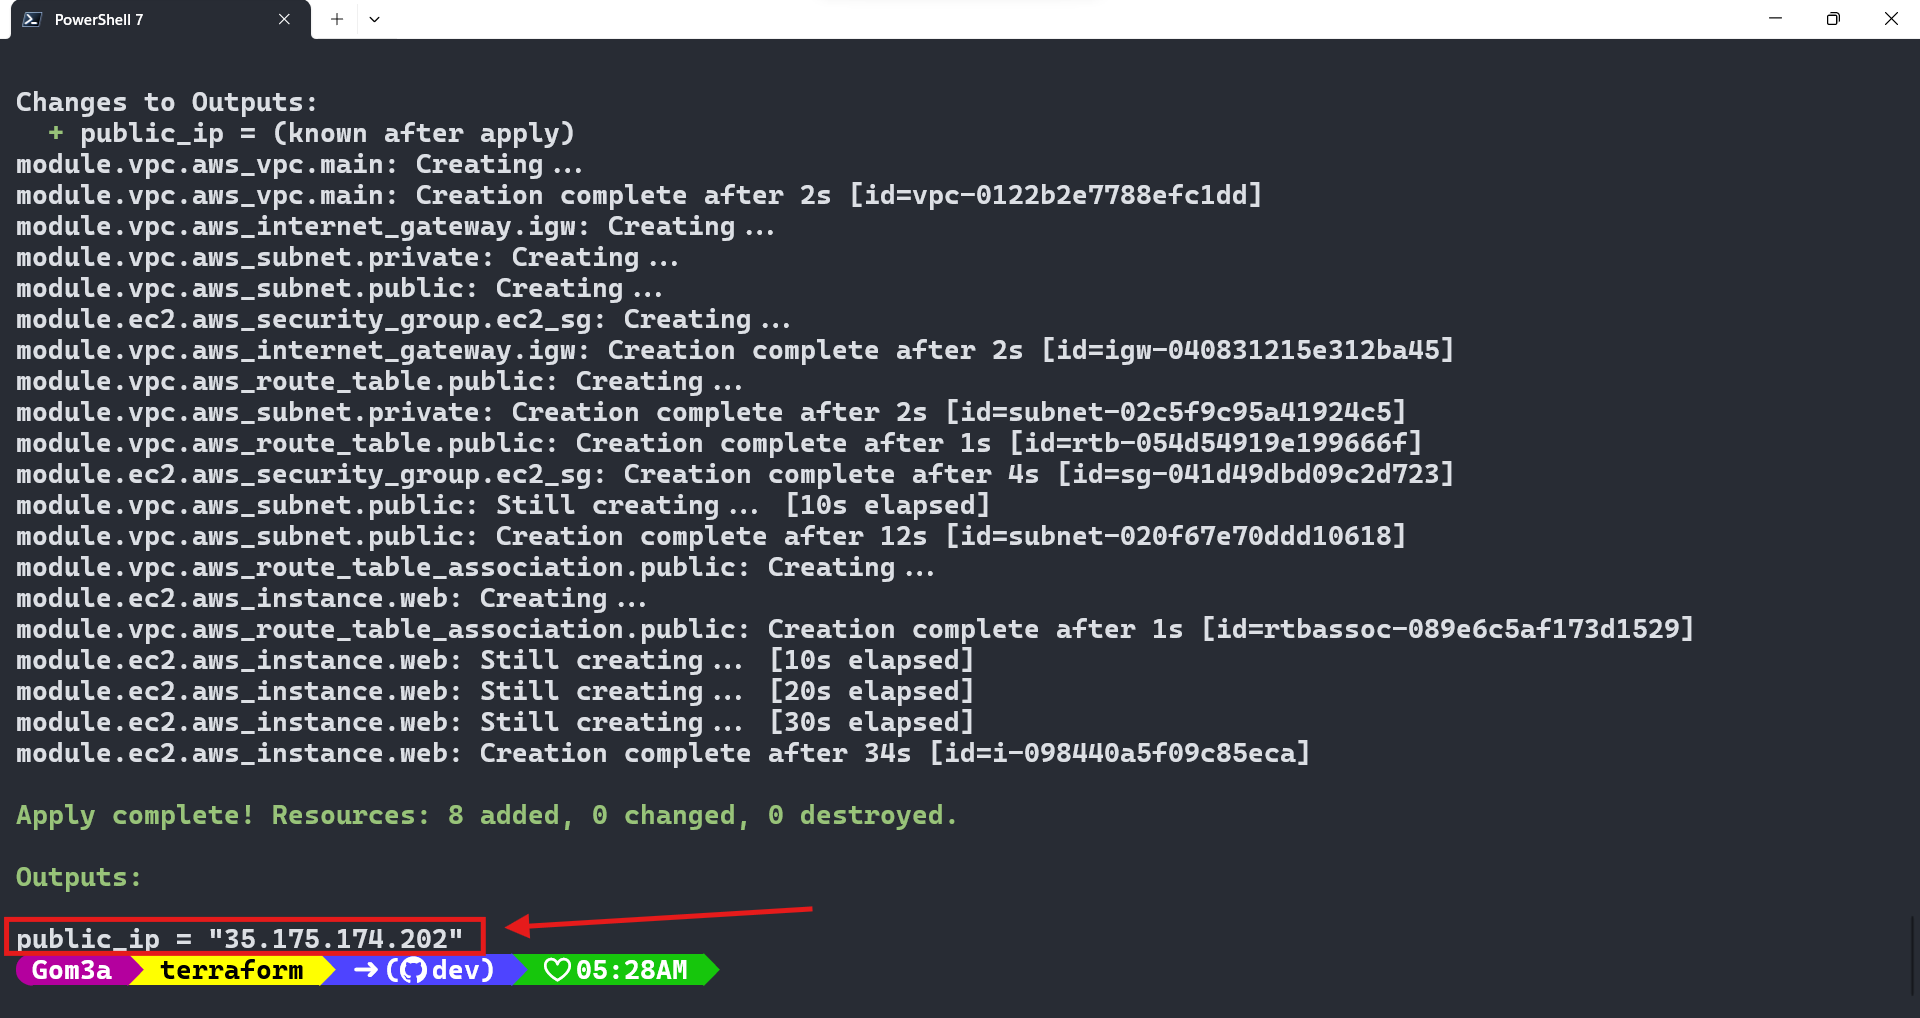 PowerShell 7
Changes to Outputs:
+ public_ip = (known after apply)
module.vpc.aws_vpc.main: Creating...
module.vpc.aws_vpc.main: Creation complete after 2s [id=vpc-0122b2e7788efc1dd]
module.vpc.aws_internet_gateway.igw: Creating...
module.vpc.aws_subnet.private: Creating...
module.vpc.aws_subnet.public: Creating...
module.ec2.aws_security_group.ec2_sg: Creating...
module.vpc.aws_internet_gateway.igw: Creation complete after 2s [id=igw-040831215e312ba45]
module.vpc.aws_route_table.public: Creating...
module.vpc.aws_subnet.private: Creation complete after 2s [id=subnet-02c5f9c95a41924c5]
module.vpc.aws_route_table.public: Creation complete after 1s [id=rtb-054d54919e199666f]
module.ec2.aws_security_group.ec2_sg: Creation complete after 4s [id=sg-041d49dbd09c2d723]
module.vpc.aws_subnet.public: Still creating... [10s elapsed]
module.vpc.aws_subnet.public: Creation complete after 12s [id=subnet-020f67e70ddd10618]
module.vpc.aws_route_table_association.public: Creating...
module.ec2.aws_instance.web: Creating...
module.vpc.aws_route_table_association.public: Creation complete after 1s [id=rtbassoc-089e6c5af173d1529]
module.ec2.aws_instance.web: Still creating... [10s elapsed]
module.ec2.aws_instance.web: Still creating... [20s elapsed]
module.ec2.aws_instance.web: Still creating... [30s elapsed]
module.ec2.aws_instance.web: Creation complete after 34s [id=i-098440a5f09c85eca]
Apply complete! Resources: 8 added, 0 changed, 0 destroyed.
Outputs:
public_ip = "35.175.174.202"
Gom3a terraform ➜ (dev) ♡ 05:28AM